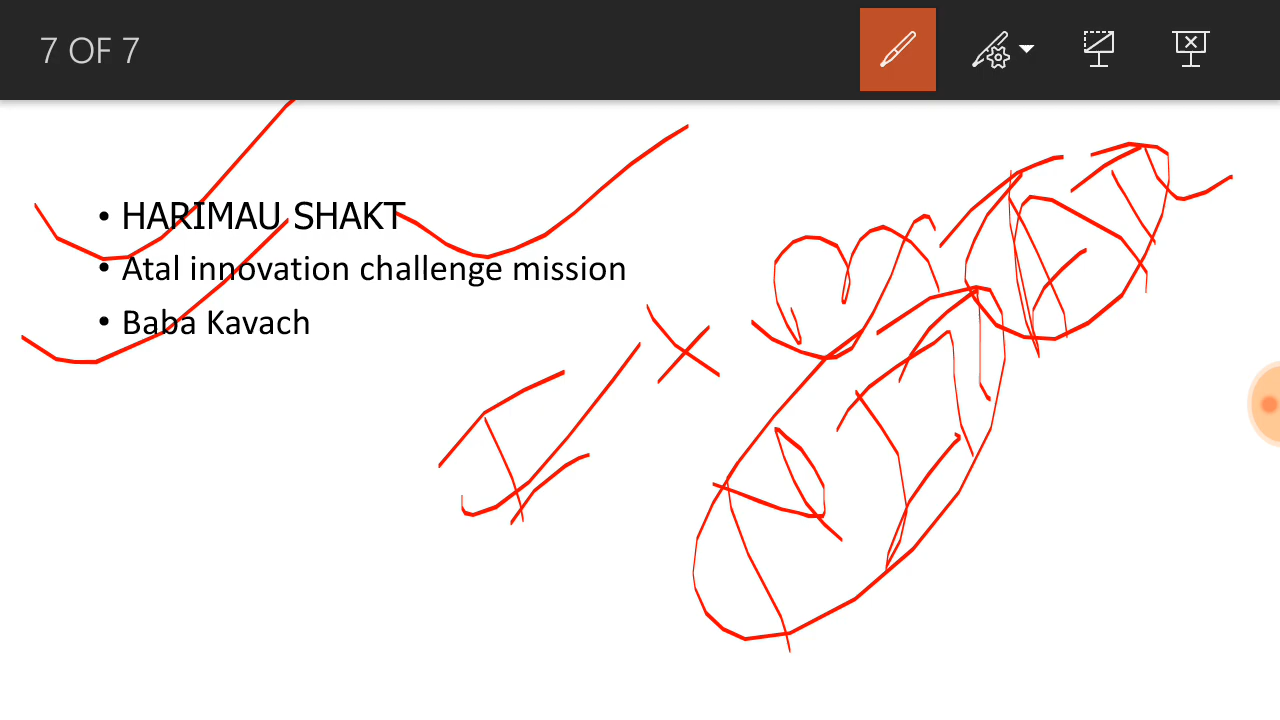 7 OF 7
• HARIMAU SHAKT
• Atal innovation challenge mission
• Baba Kavach